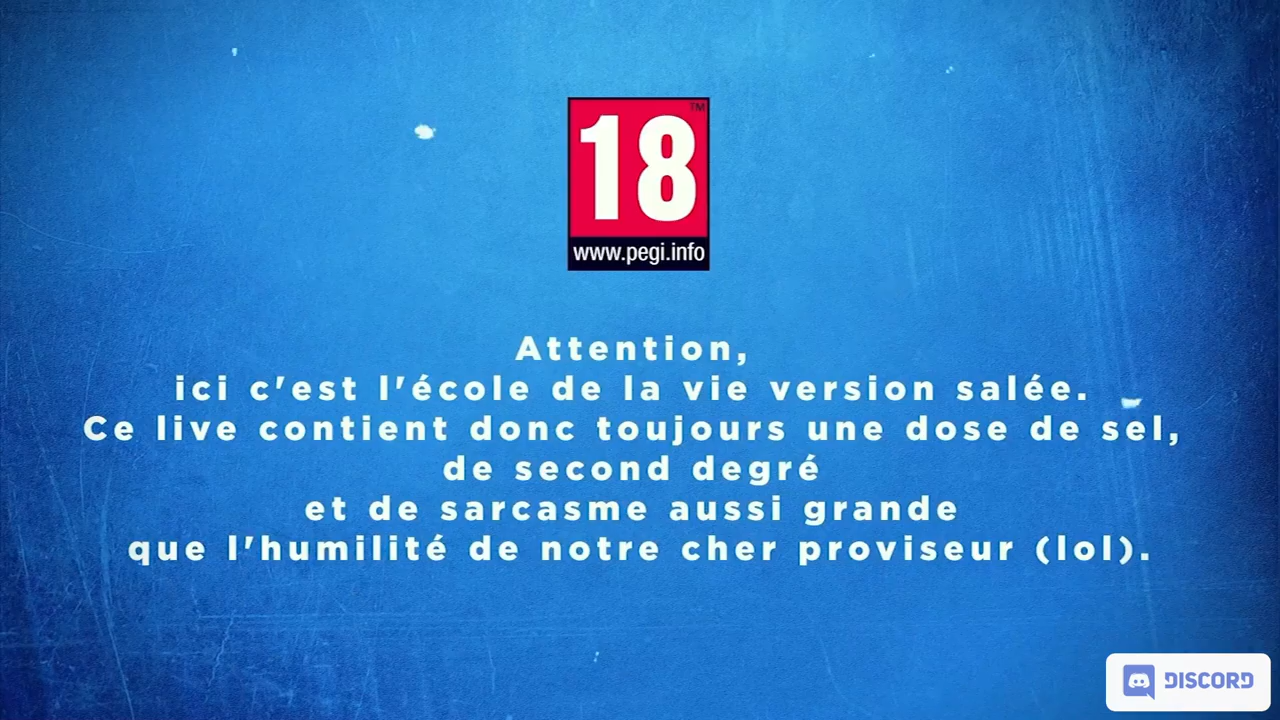 18
TM
www.pegi.info
Attention,
ici c'est l'école de la vie version salée.
Ce live contient donc toujours une dose de sel,
de second degré
et de sarcasme aussi grande
que l'humilité de notre cher proviseur (lol).
DISCORD